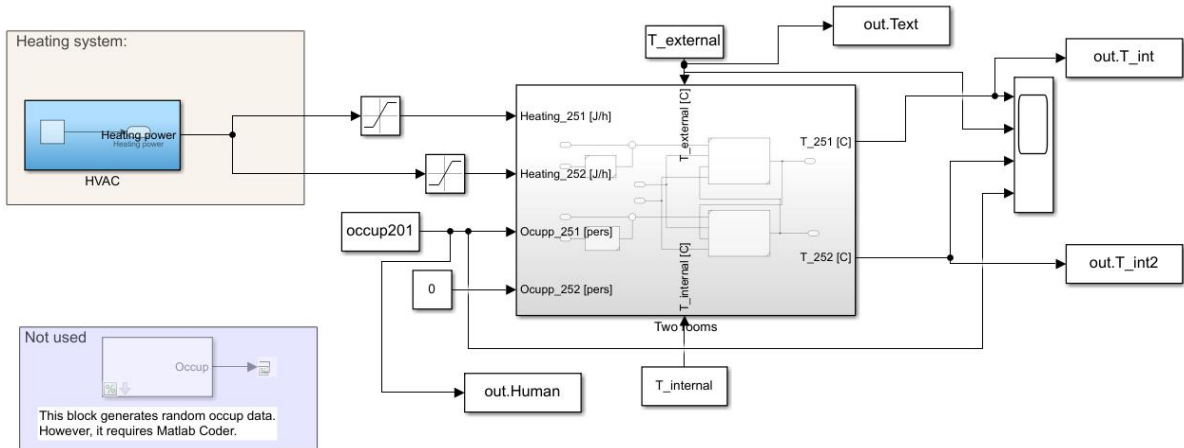 Heating system:
Heating power
Heating power
HVAC
T_external
out.Text
out.T_int
Heating_251 [J/h]
Heating_252 [J/h]
T_external [C]
T_251 [C]
occup201
Ocupp_251 [pers]
0
Ocupp_252 [pers]
T_internal [C]
T_252 [C]
out.T_int2
Two rooms
T_internal
out.Human
Not used
Occup
This block generates random occup data.
However, it requires Matlab Coder.